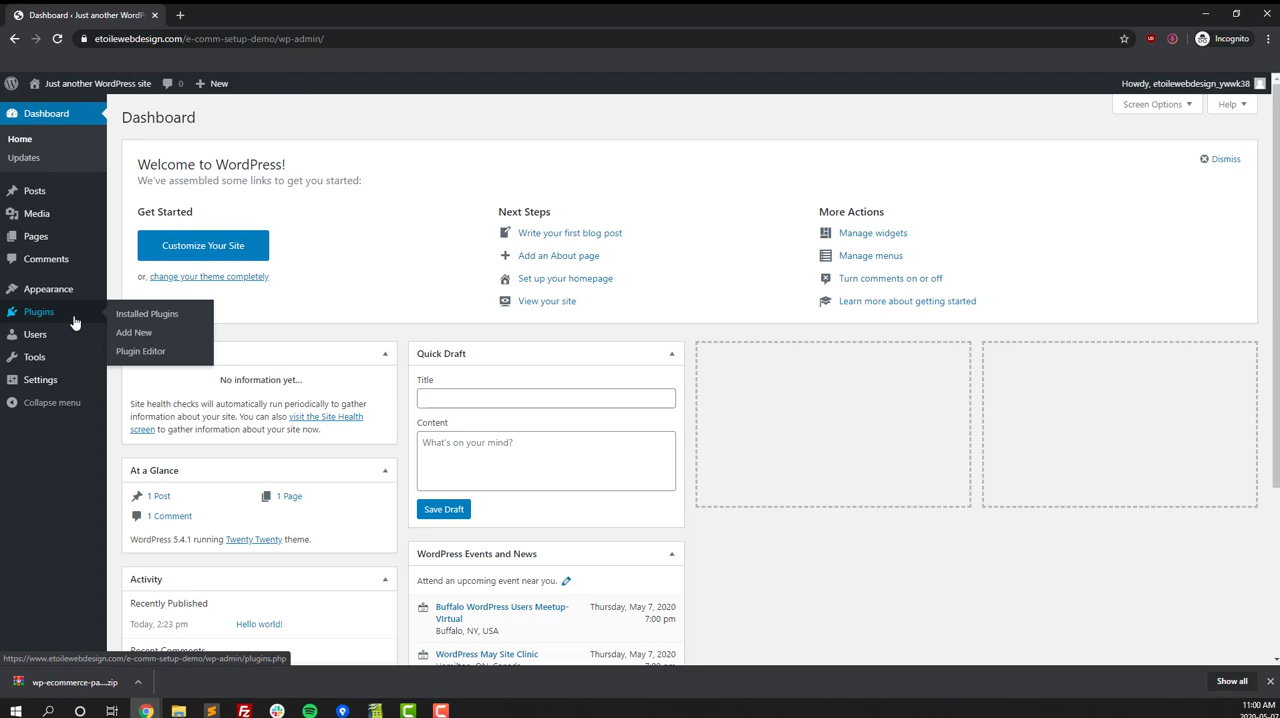 Dashboard ‹ Just another WordP
etoilewebdesign.com/e-comm-setup-demo/wp-admin/
Incognito
Just another WordPress site
0
New
Howdy, etoilewebdesign_ywwk38
Dashboard
Home
Updates
Posts
Media
Pages
Comments
Appearance
Plugins
Users
Tools
Settings
Collapse menu
Installed Plugins
Add New
Plugin Editor
Dashboard
Screen Options
Help
Welcome to WordPress!
We've assembled some links to get you started:
Dismiss
Get Started
Customize Your Site
or, change your theme completely
Next Steps
Write your first blog post
Add an About page
Set up your homepage
View your site
More Actions
Manage widgets
Manage menus
Turn comments on or off
Learn more about getting started
No information yet...
Site health checks will automatically run periodically to gather
information about your site. You can also visit the Site Health
screen to gather information about your site now.
At a Glance
1 Post
1 Page
1 Comment
WordPress 5.4.1 running Twenty Twenty theme.
Activity
Recently Published
Today, 2:23 pm
Hello world!
Recent Comments
Quick Draft
Title
Content
What's on your mind?
Save Draft
WordPress Events and News
Attend an upcoming event near you.
Buffalo WordPress Users Meetup-
VIrtual
Buffalo, NY, USA
Thursday, May 7, 2020
7:00 pm
WordPress May Site Clinic
Hamilton, ON, Canada
Thursday, May 7, 2020
7:00 pm
https://www.etoilewebdesign.com/e-comm-setup-demo/wp-admin/plugins.php
wp-ecommerce-pa....zip
Show all
11:00 AM
2020-05-07